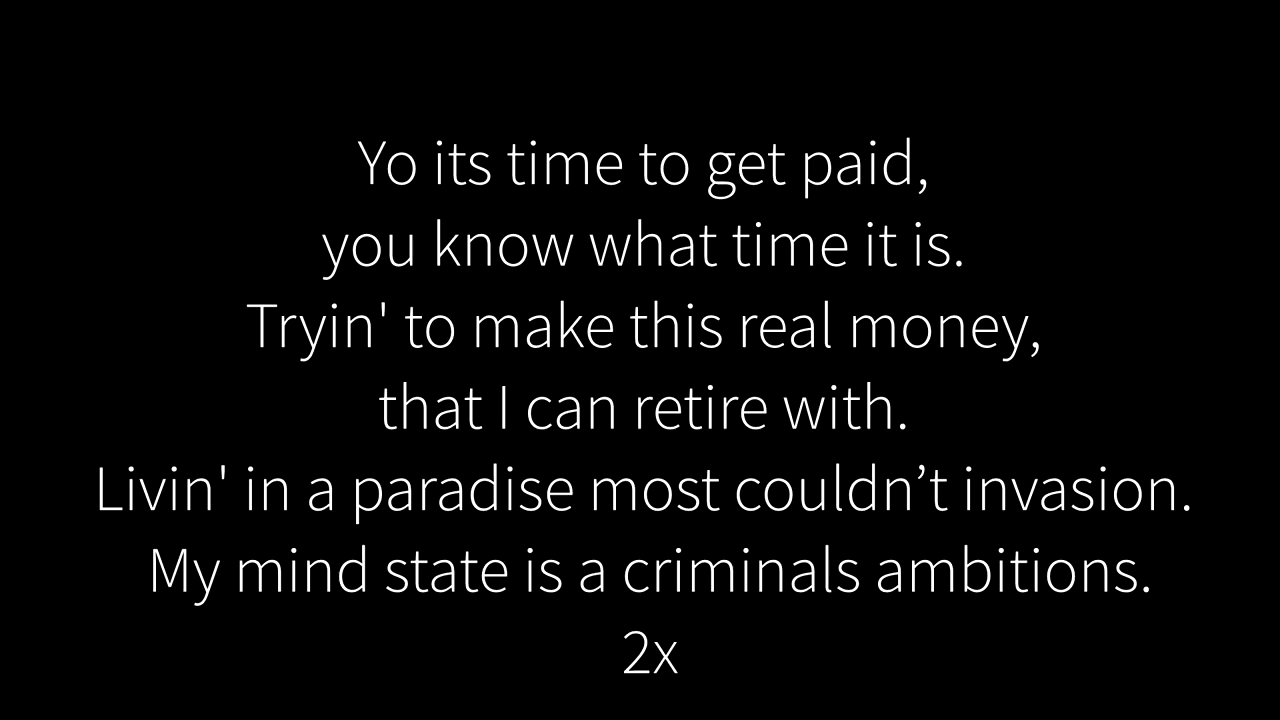 Yo its time to get paid,
you know what time it is.
Tryin' to make this real money,
that I can retire with.
Livin' in a paradise most couldn’t invasion.
My mind state is a criminals ambitions.
2x